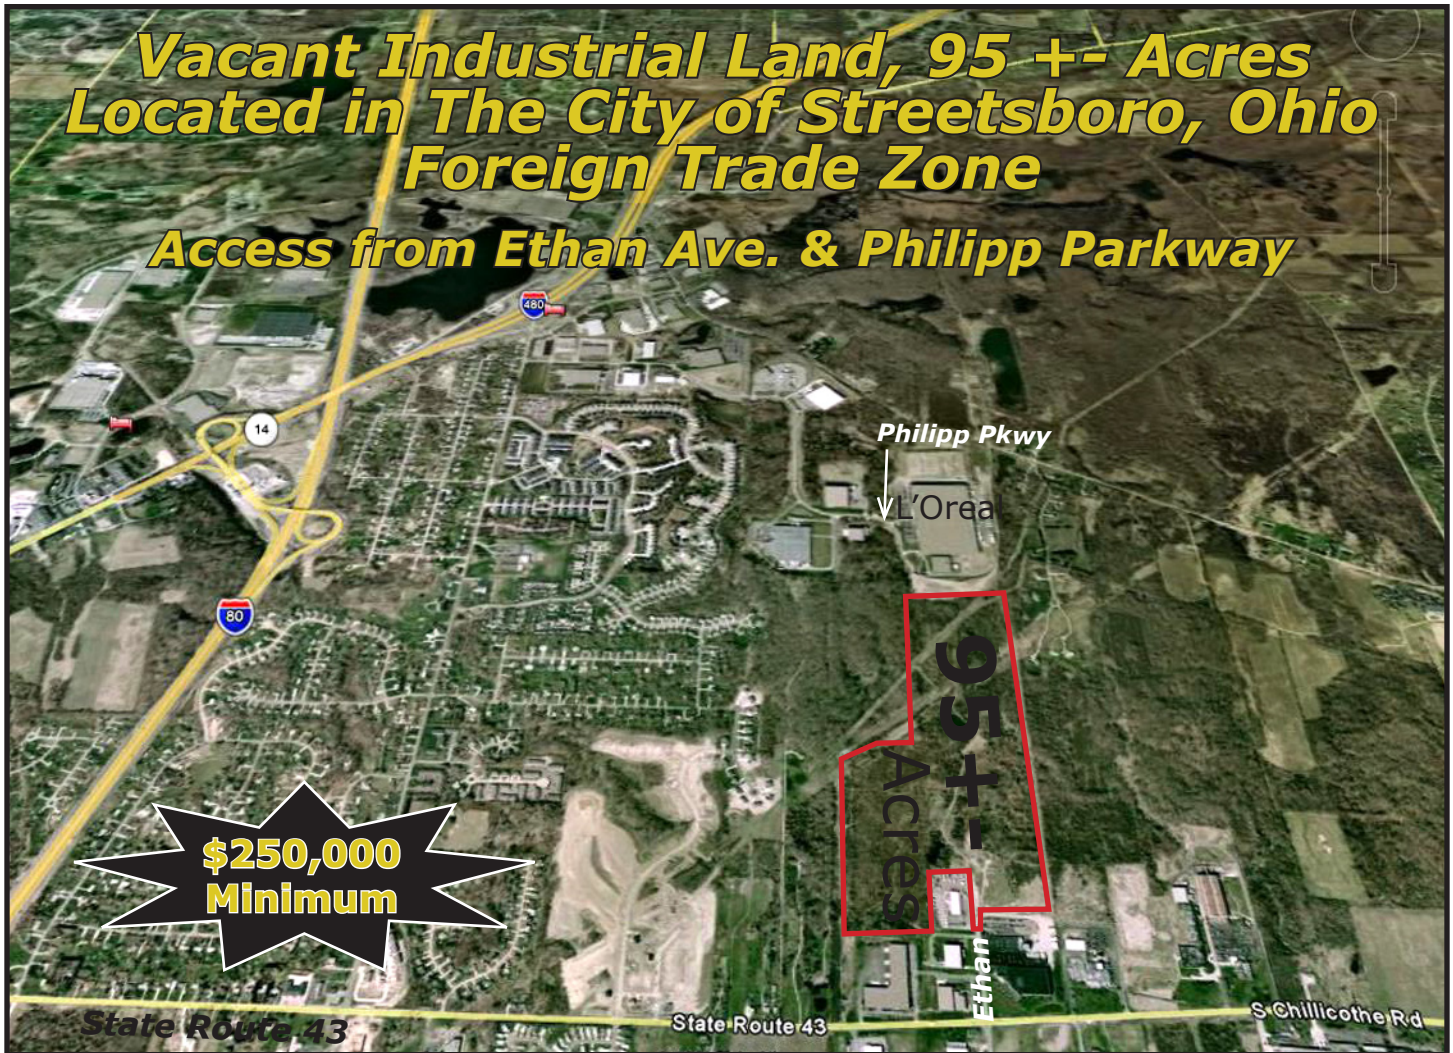 Vacant Industrial Land, 95 +- Acres
Located in The City of Streetsboro, Ohio
Foreign Trade Zone
Access from Ethan Ave. & Philipp Parkway
480
14
Philipp Pkwy
L'Oreal
80
95+-
Acres
$250,000
Minimum
Ethan
State Route 43
State Route 43
S Chillicothe Rd